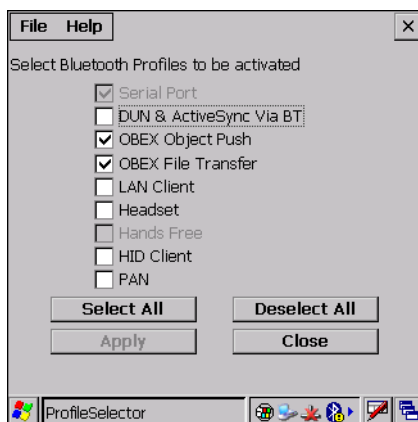 File Help
Select Bluetooth Profiles to be activated
Serial Port
DUN & ActiveSync Via BT
OBEX Object Push
OBEX File Transfer
LAN Client
Headset
Hands Free
HID Client
PAN
Select All Deselect All
Apply Close
ProfileSelector